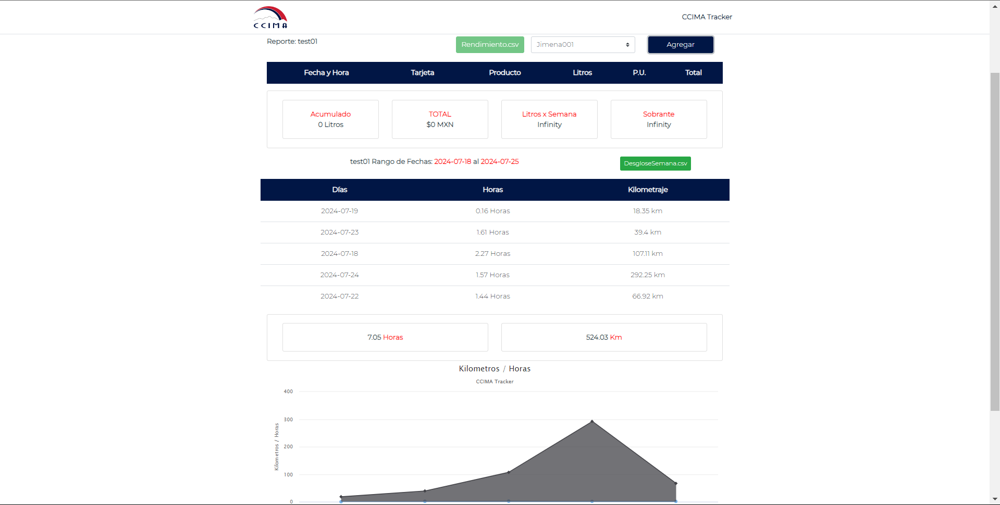 CCIMA
CCIMA Tracker
Reporte: test01
Rendimiento.csv
Jimena001
Agregar
Fecha y Hora Tarjeta Producto Litros P.U. Total
Acumulado
0 Litros
TOTAL
$0 MXN
Litros x Semana
Infinity
Sobrante
Infinity
test01 Rango de Fechas: 2024-07-18 al 2024-07-25
DesgloseSemana.csv
Días Horas Kilometraje
2024-07-19 0.16 Horas 18.35 km
2024-07-23 1.61 Horas 39.4 km
2024-07-18 2.27 Horas 107.11 km
2024-07-24 1.57 Horas 292.25 km
2024-07-22 1.44 Horas 66.92 km
7.05 Horas
524.03 Km
Kilometros / Horas
CCIMA Tracker
Kilometros / Horas
400
300
200
100
0